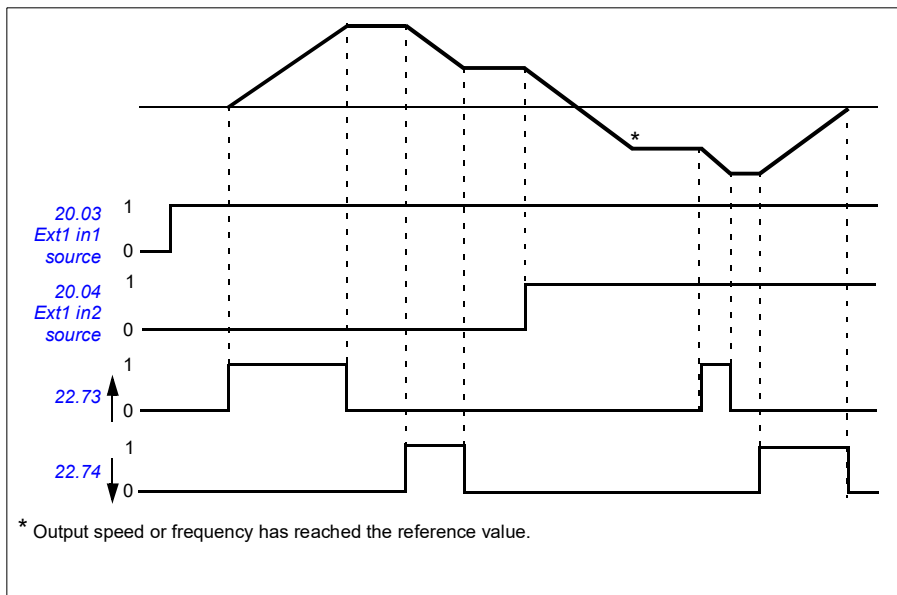 *
20.03
Ext1 in1
source
1
0
20.04
Ext1 in2
source
1
0
22.73
1
0
22.74
1
0
* Output speed or frequency has reached the reference value.